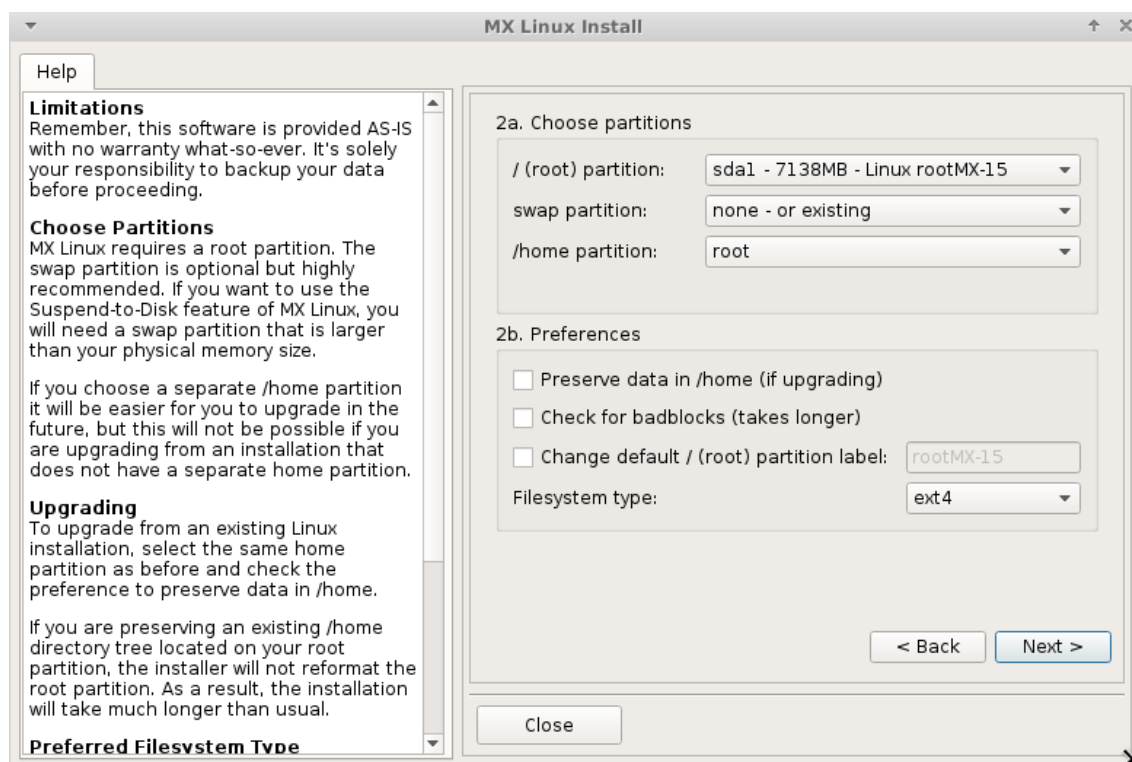 MX Linux Install
Help
Limitations
Remember, this software is provided AS-IS
with no warranty what-so-ever. It's solely
your responsibility to backup your data
before proceeding.
Choose Partitions
MX Linux requires a root partition. The
swap partition is optional but highly
recommended. If you want to use the
Suspend-to-Disk feature of MX Linux, you
will need a swap partition that is larger
than your physical memory size.
If you choose a separate /home partition
it will be easier for you to upgrade in the
future, but this will not be possible if you
are upgrading from an installation that
does not have a separate home partition.
Upgrading
To upgrade from an existing Linux
installation, select the same home
partition as before and check the
preference to preserve data in /home.
If you are preserving an existing /home
directory tree located on your root
partition, the installer will not reformat the
root partition. As a result, the installation
will take much longer than usual.
Preferred Filesystem Type
2a. Choose partitions
/ (root) partition: sda1 - 7138MB - Linux rootMX-15
swap partition: none - or existing
/home partition: root
2b. Preferences
Preserve data in /home (if upgrading)
Check for badblocks (takes longer)
Change default / (root) partition label: rootMX-15
Filesystem type: ext4
< Back Next >
Close